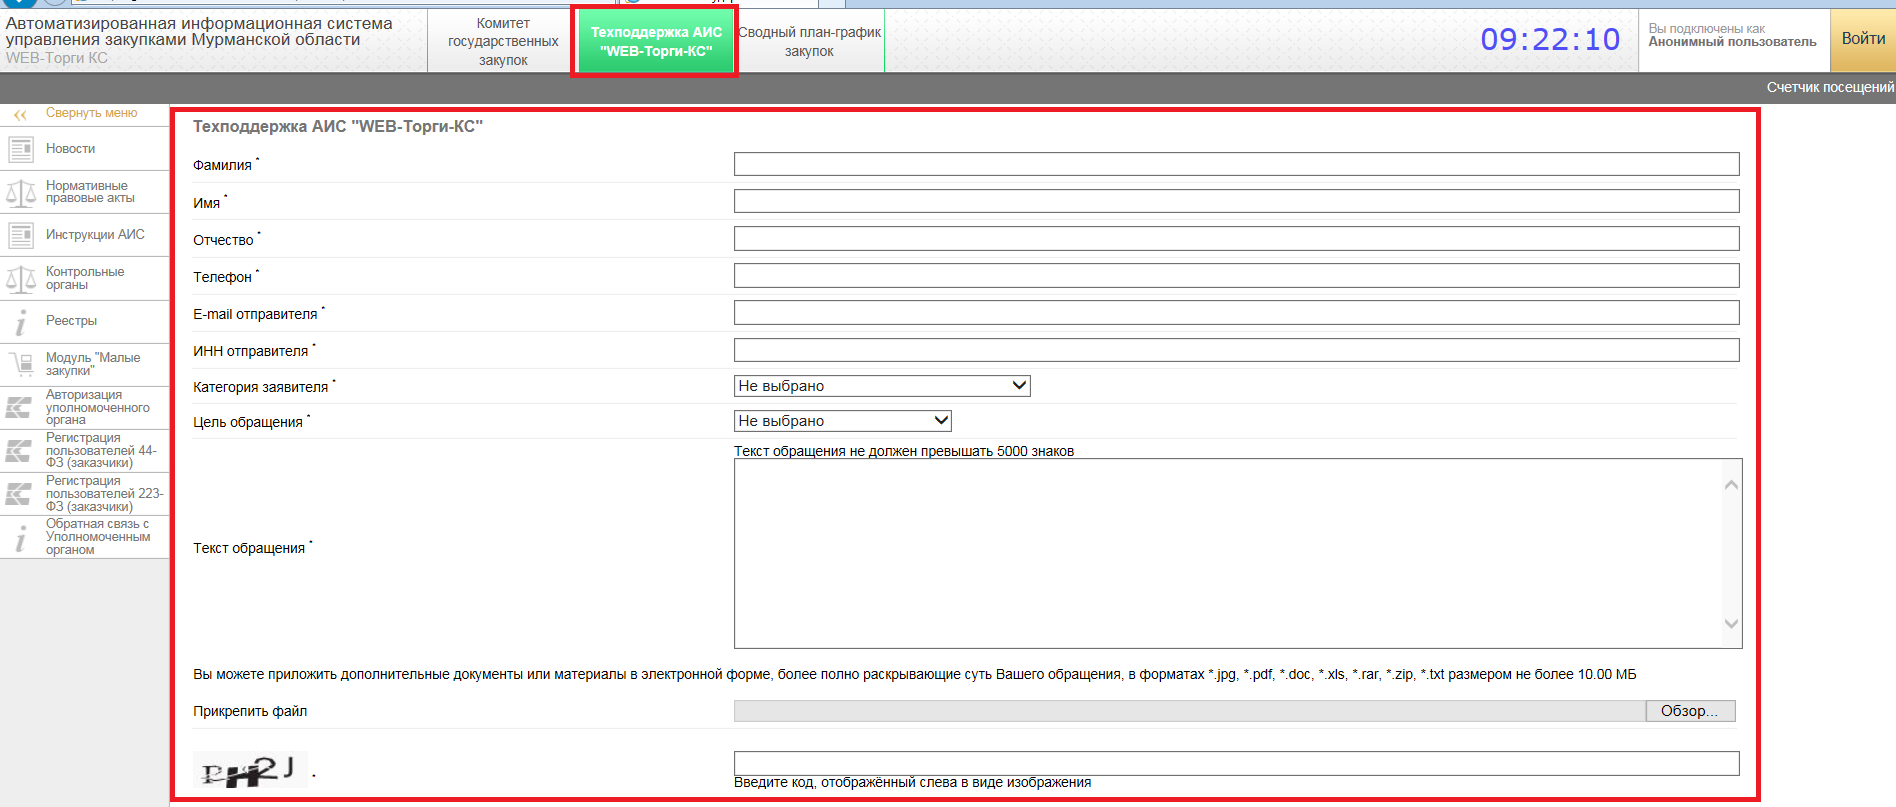 Автоматизированная информационная система
управления закупками Мурманской области
WEB-Торги КС
Комитет
государственных
закупок
Техподдержка АИС
"WEB-Торги-КС"
Сводный план-график
закупок
09:22:10
Вы подключены как
Анонимный пользователь
Войти
Счетчик посещений
Свернуть меню
Новости
Нормативные
правовые акты
Инструкции АИС
Контрольные
органы
Реестры
Модуль "Малые
закупки"
Авторизация
уполномоченного
органа
Регистрация
пользователей 44-
ФЗ (заказчики)
Регистрация
пользователей 223-
ФЗ (заказчики)
Обратная связь с
Уполномоченным
органом
Техподдержка АИС "WEB-Торги-КС"
Фамилия *
Имя *
Отчество *
Телефон *
E-mail отправителя *
ИНН отправителя *
Категория заявителя *
Не выбрано
Цель обращения *
Не выбрано
Текст обращения не должен превышать 5000 знаков
Текст обращения *
Вы можете приложить дополнительные документы или материалы в электронной форме, более полно раскрывающие суть Вашего обращения, в форматах *.jpg, *.pdf, *.doc, *.xls, *.rar, *.zip, *.txt размером не более 10.00 МБ
Прикрепить файл
Обзор...
Введите код, отображённый слева в виде изображения